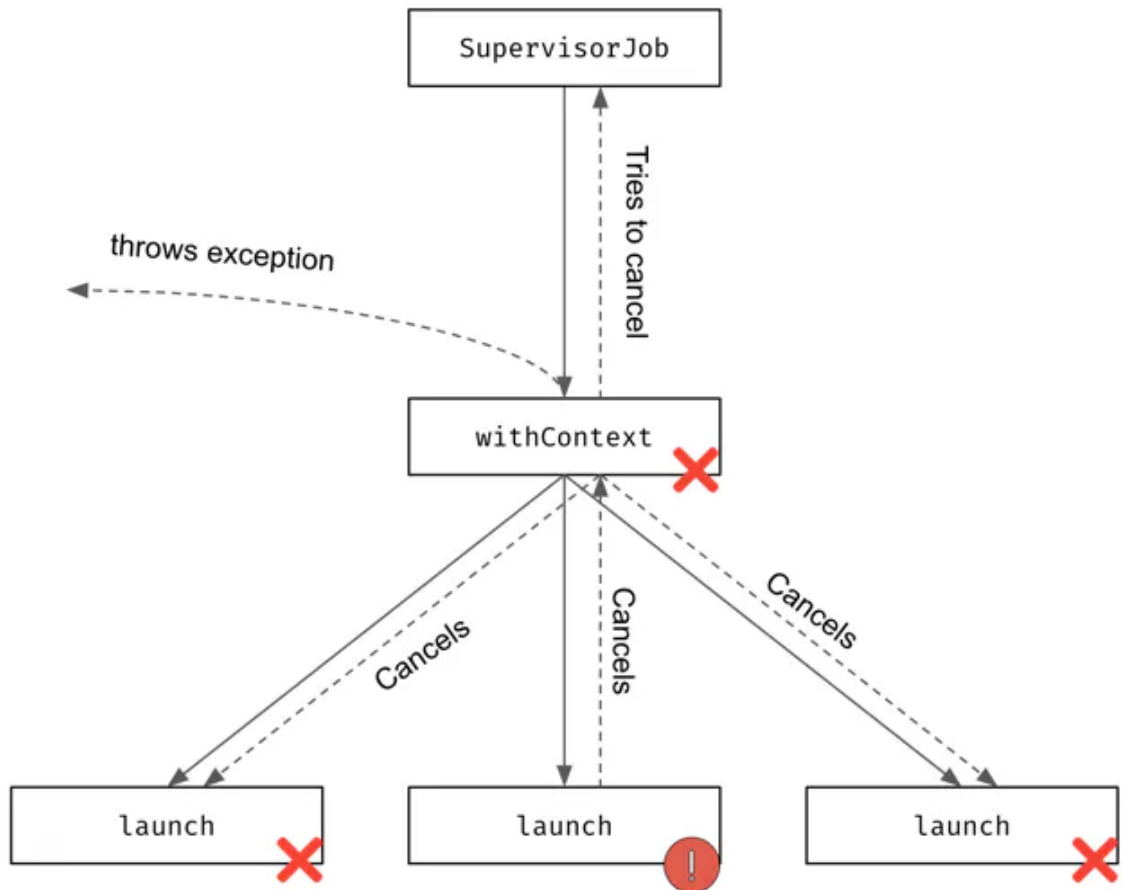 SupervisorJob
Tries to cancel
throws exception
withContext
Cancels
Cancels
Cancels
launch
launch
launch
!